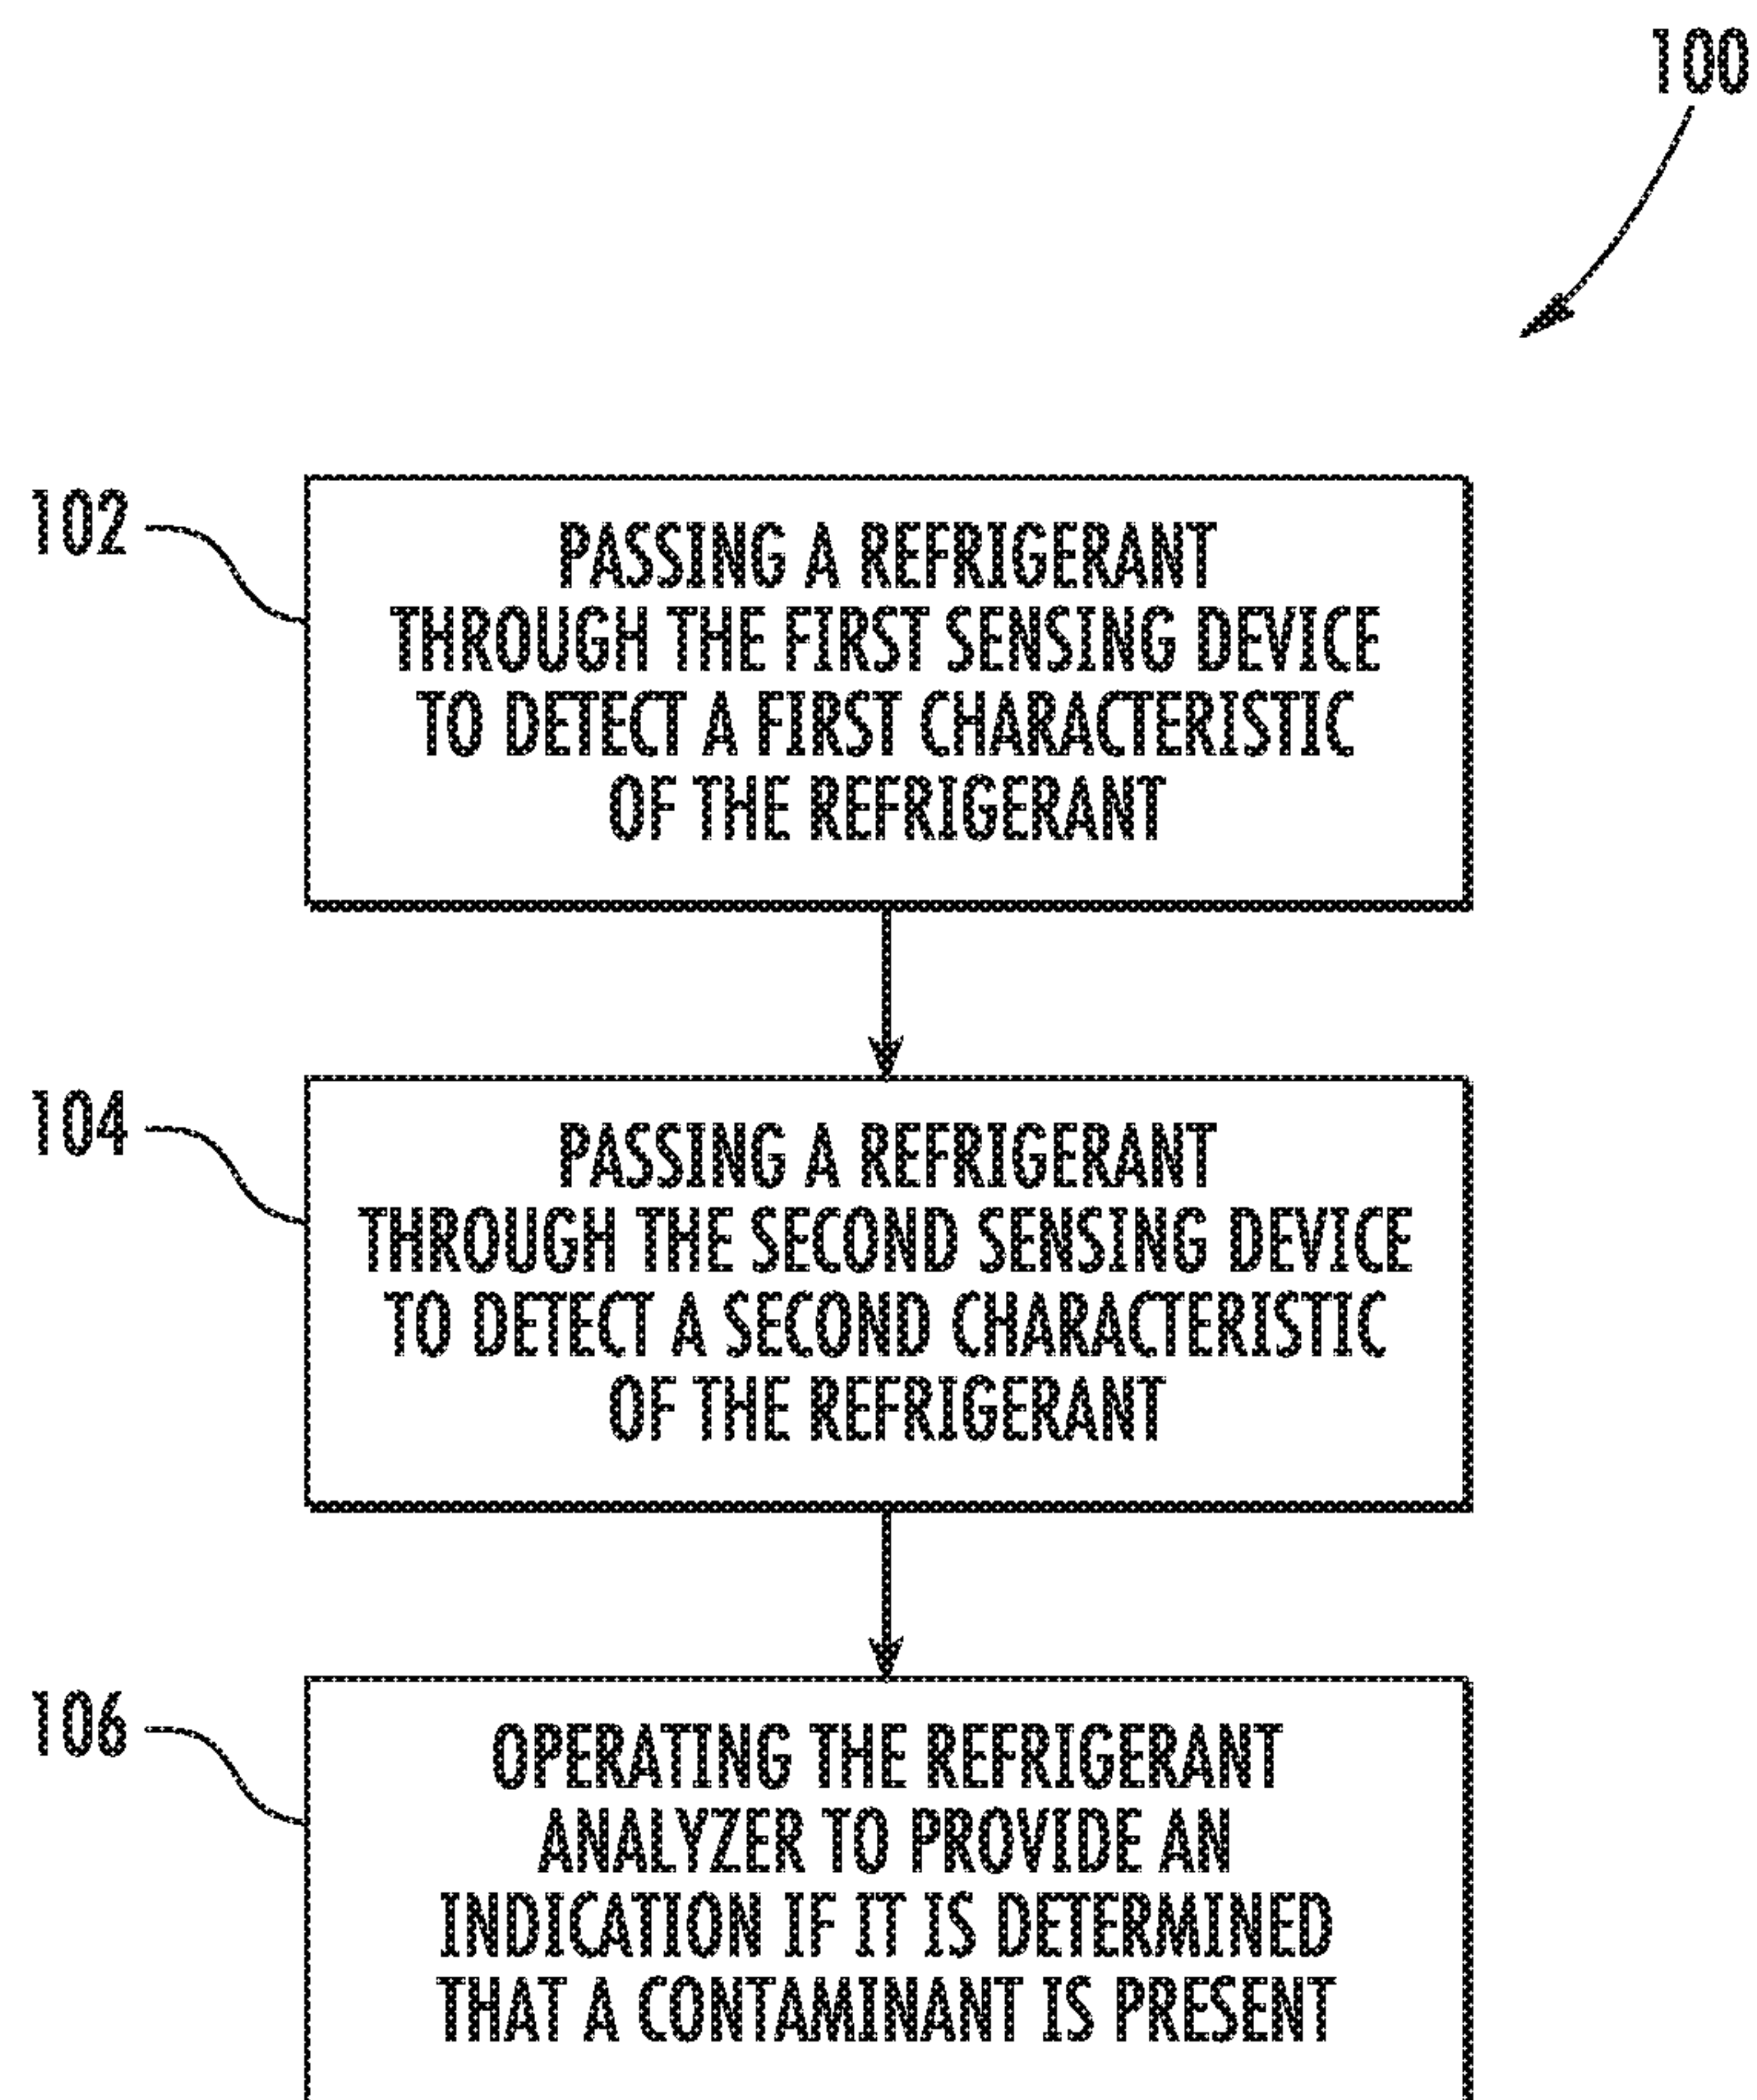 100
102
PASSING A REFRIGERANT
THROUGH THE FIRST SENSING DEVICE
TO DETECT A FIRST CHARACTERISTIC
OF THE REFRIGERANT
104
PASSING A REFRIGERANT
THROUGH THE SECOND SENSING DEVICE
TO DETECT A SECOND CHARACTERISTIC
OF THE REFRIGERANT
106
OPERATING THE REFRIGERANT
ANALYZER TO PROVIDE AN
INDICATION IF IT IS DETERMINED
THAT A CONTAMINANT IS PRESENT